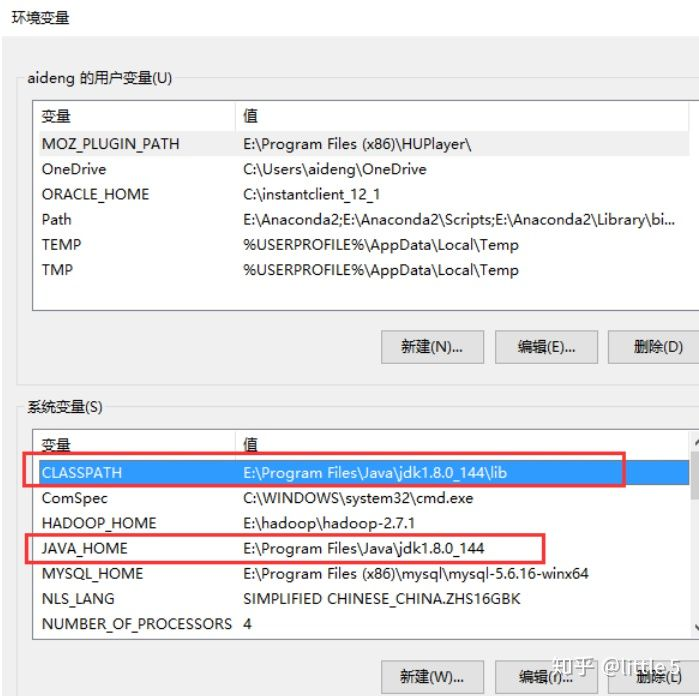 环境变量
aideng 的用户变量(U)
变量 值
MOZ_PLUGIN_PATH E:\Program Files (x86)\HUPlayer\
OneDrive C:\Users\aideng\OneDrive
ORACLE_HOME C:\instantclient_12_1
Path E:\Anaconda2;E:\Anaconda2\Scripts;E:\Anaconda2\Library\bi...
TEMP %USERPROFILE%\AppData\Local\Temp
TMP %USERPROFILE%\AppData\Local\Temp
新建(N)... 编辑(E)... 删除(D)
系统变量(S)
变量 值
CLASSPATH E:\Program Files\Java\jdk1.8.0_144\lib
ComSpec C:\WINDOWS\system32\cmd.exe
HADOOP_HOME E:\hadoop\hadoop-2.7.1
JAVA_HOME E:\Program Files\Java\jdk1.8.0_144
MYSQL_HOME E:\Program Files (x86)\mysql\mysql-5.6.16-winx64
NLS_LANG SIMPLIFIED CHINESE_CHINA.ZHS16GBK
NUMBER_OF_PROCESSORS 4
新建(W)... 编辑(I)... 删除(L)
知乎 @little5